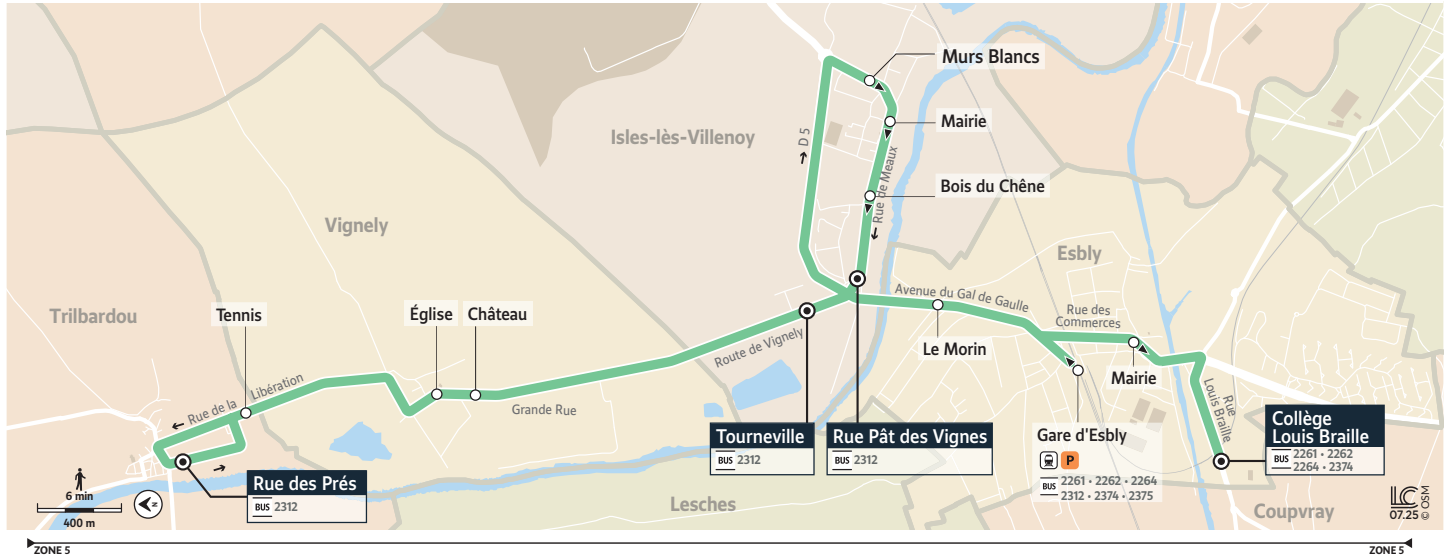 Murs Blancs
Mairie
Isles-lès-Villenoy
D 5
Rue de Meaux
Bois du Chêne
Vignely
Esbly
Trilbardou
Tennis
Église
Château
Avenue du Gal de Gaulle
Rue des
Commerces
Route de Vignely
Le Morin
Mairie
Rue de la Libération
Grande Rue
Rue
Louis Braille
Collège
Louis Braille
BUS 2261 • 2262
2264 • 2374
Tourneville
BUS 2312
Rue Pât des Vignes
BUS 2312
Gare d'Esbly
P
BUS 2261 • 2262 • 2264
2312 • 2374 • 2375
Rue des Prés
BUS 2312
6 min
400 m
N
Lesches
Coupvray
LC
07.25 © OSM
ZONE 5
ZONE 5